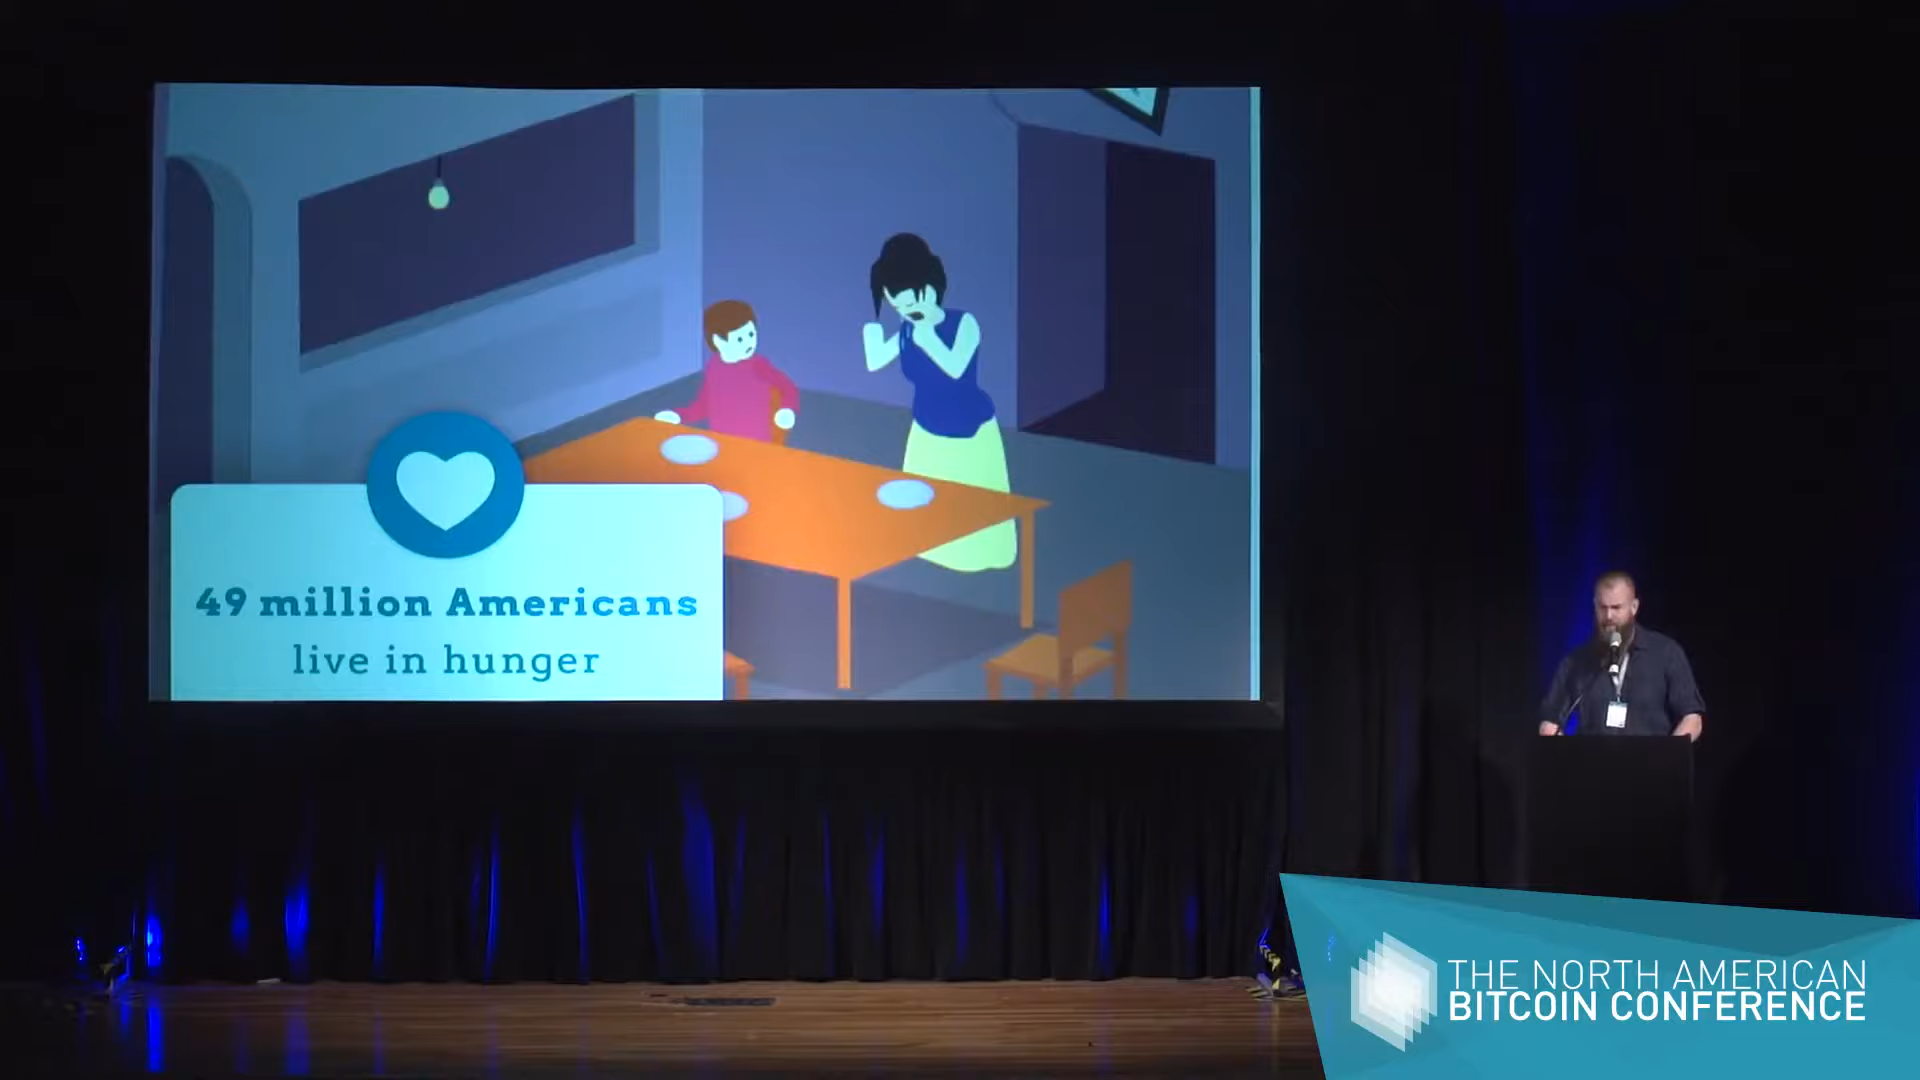 49 million Americans
live in hunger
THE NORTH AMERICAN
BITCOIN CONFERENCE